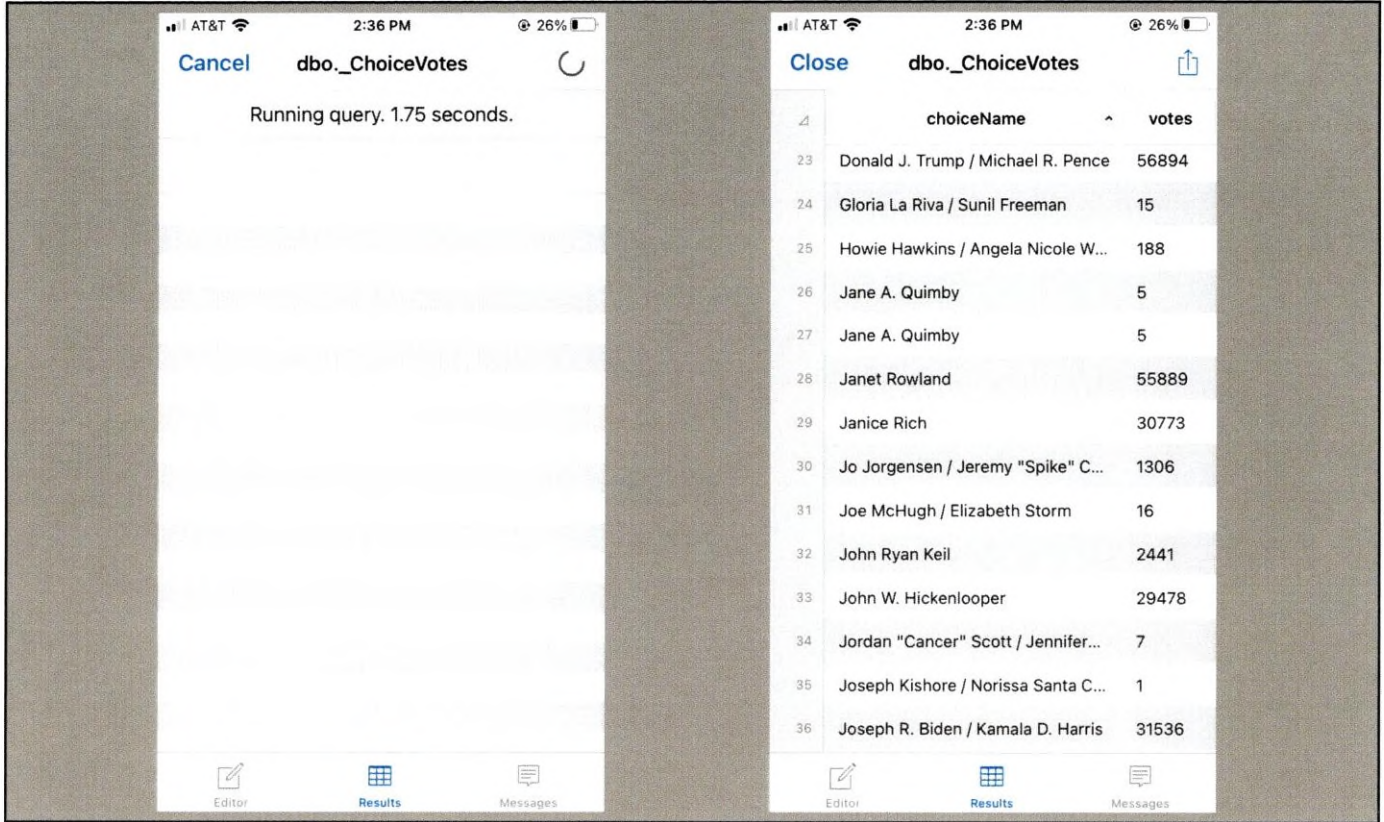 AT&T 2:36 PM 26%
Cancel dbo._ChoiceVotes
Running query. 1.75 seconds.
Editor Results Messages
AT&T 2:36 PM 26%
Close dbo._ChoiceVotes
choiceName votes
23 Donald J. Trump / Michael R. Pence 56894
24 Gloria La Riva / Sunil Freeman 15
25 Howie Hawkins / Angela Nicole W... 188
26 Jane A. Quimby 5
27 Jane A. Quimby 5
28 Janet Rowland 55889
29 Janice Rich 30773
30 Jo Jorgensen / Jeremy "Spike" C... 1306
31 Joe McHugh / Elizabeth Storm 16
32 John Ryan Keil 2441
33 John W. Hickenlooper 29478
34 Jordan "Cancer" Scott / Jennifer... 7
35 Joseph Kishore / Norissa Santa C... 1
36 Joseph R. Biden / Kamala D. Harris 31536
Editor Results Messages